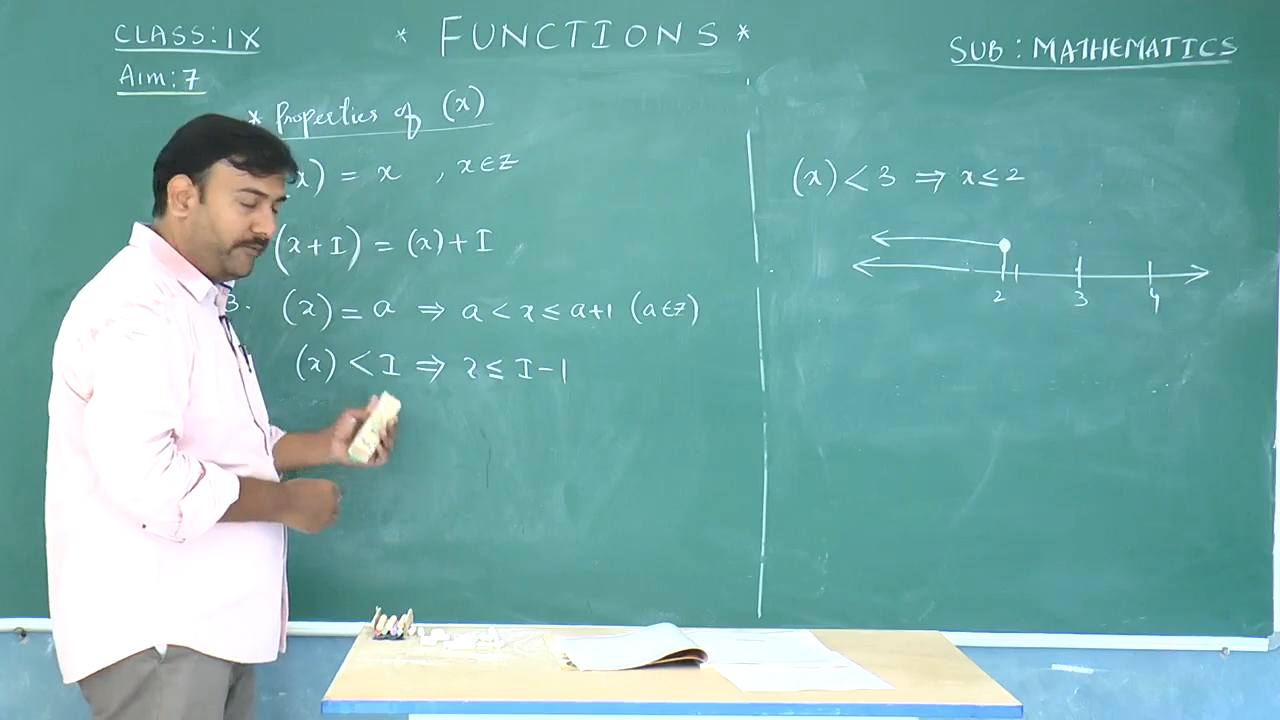 CLASS: IX
* FUNCTIONS *
SUB: MATHEMATICS
Aim: 7
* Properties of (x)
x) = x , x∈Z
(x+I) = (x)+I
3. (x) = a ⇒ a < x ≤ a+1 (a∈Z)
(x) < I ⇒ x ≤ I-1
(x) < 3 ⇒ x ≤ 2
2 3 4